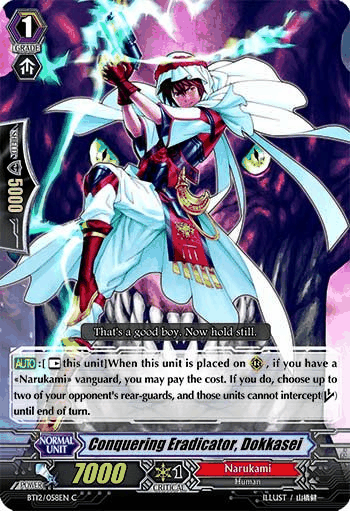 1
GRADE
SHIELD
5000
That's a good boy. Now hold still.
AUTO :[ this unit]When this unit is placed on , if you have a
«Narukami» vanguard, you may pay the cost. If you do, choose up to
two of your opponent's rear-guards, and those units cannot intercept( )
until end of turn.
NORMAL UNIT
Conquering Eradicator, Dokkasei
POWER 7000
1 CRITICAL
Narukami
Human
BT12/058EN C
ILLUST / 山橋健